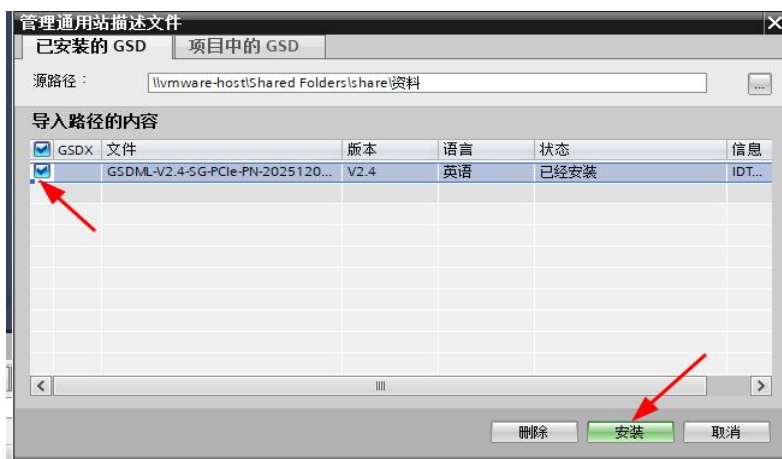 管理通用站描述文件
已安装的 GSD 项目中的 GSD
源路径： \\vmware-host\Shared Folders\share\资料 ...
导入路径的内容
GSDX 文件 版本 语言 状态 信息
GSDML-V2.4-SG-PCIe-PN-2025120... V2.4 英语 已经安装 IDT...
删除 安装 取消